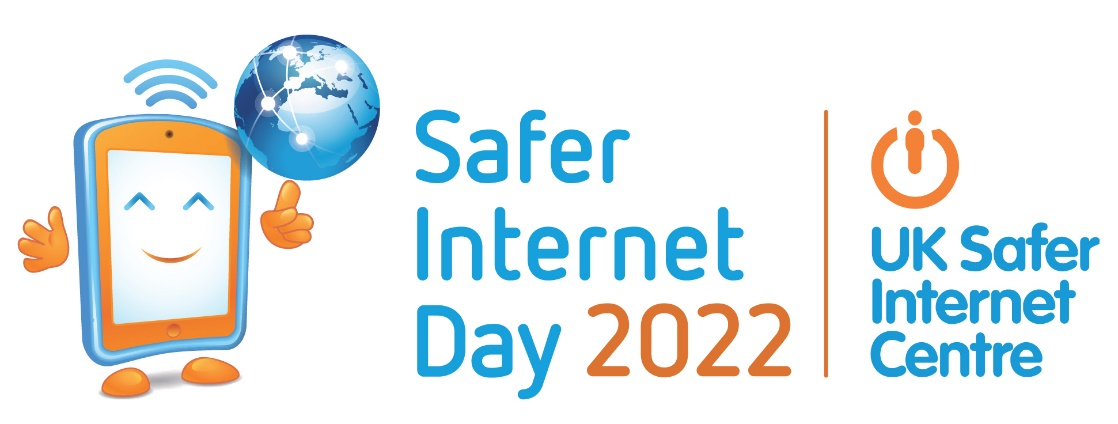 Safer
Internet
Day 2022
UK Safer
Internet
Centre